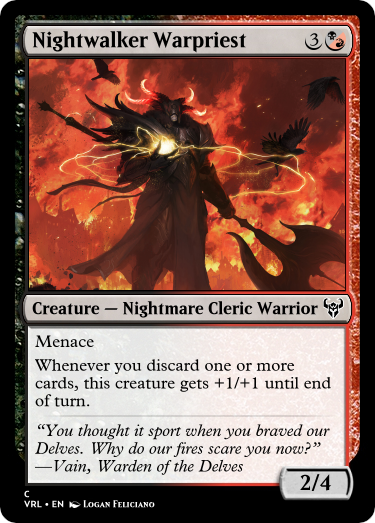 Nightwalker Warpriest 3
Creature — Nightmare Cleric Warrior
Menace
Whenever you discard one or more
cards, this creature gets +1/+1 until end
of turn.
“You thought it sport when you braved our
Delves. Why do our fires scare you now?”
—Vain, Warden of the Delves
2/4
C
VRL • EN Logan Feliciano